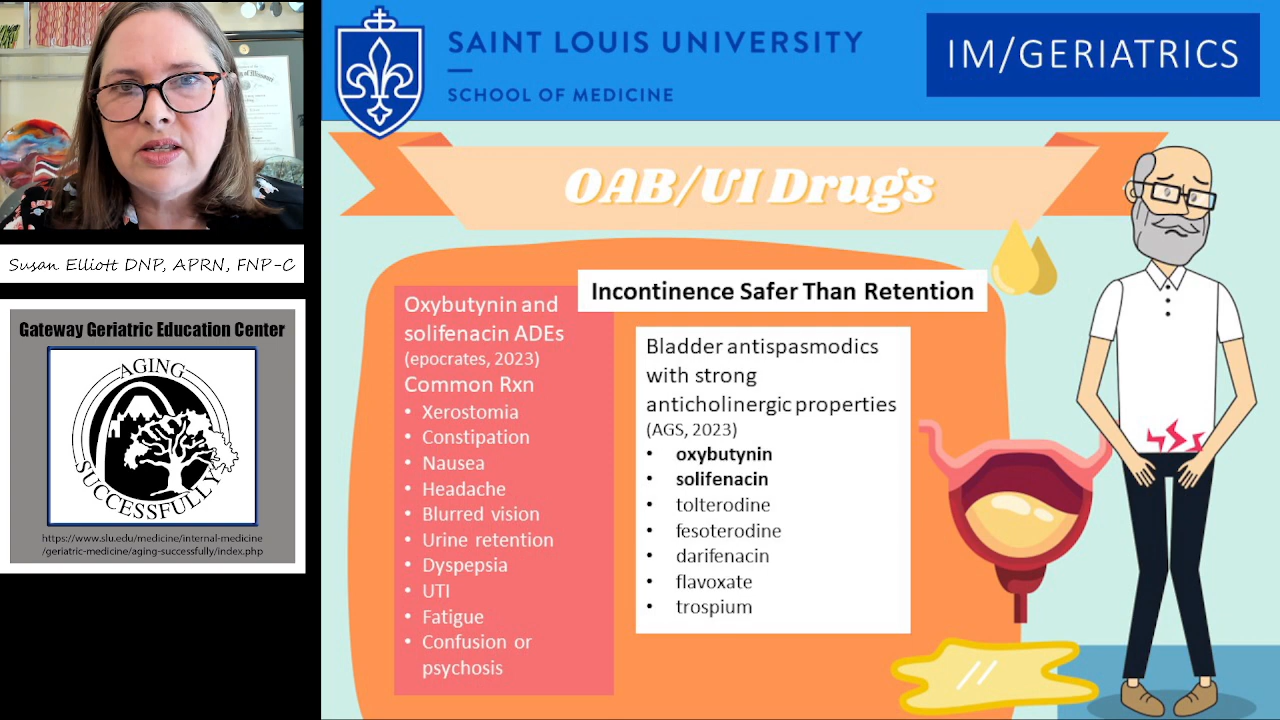 SAINT LOUIS UNIVERSITY
SCHOOL OF MEDICINE
IM/GERIATRICS
OAB/UI Drugs
Susan Elliott DNP, APRN, FNP-C
Gateway Geriatric Education Center
AGING
SUCCESSFULLY
https://www.slu.edu/medicine/internal-medicine
/geriatric-medicine/aging-successfully/index.php
Incontinence Safer Than Retention
Oxybutynin and
solifenacin ADEs
(epocrates, 2023)
Common Rxn
• Xerostomia
• Constipation
• Nausea
• Headache
• Blurred vision
• Urine retention
• Dyspepsia
• UTI
• Fatigue
• Confusion or
psychosis
Bladder antispasmodics
with strong
anticholinergic properties
(AGS, 2023)
• oxybutynin
• solifenacin
• tolterodine
• fesoterodine
• darifenacin
• flavoxate
• trospium